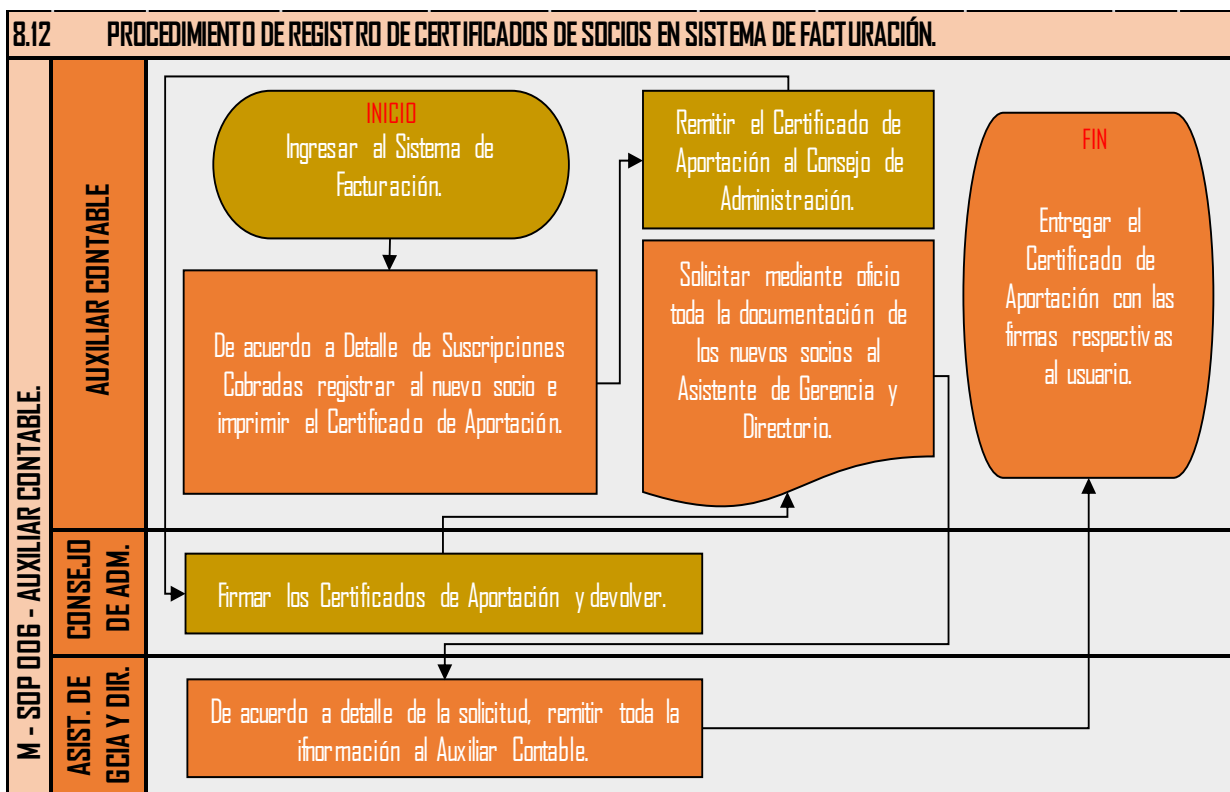 8.12 PROCEDIMIENTO DE REGISTRO DE CERTIFICADOS DE SOCIOS EN SISTEMA DE FACTURACIÓN.
M - SDP 006 - AUXILIAR CONTABLE.
AUXILIAR CONTABLE
INICIO
Ingresar al Sistema de
Facturación.
De acuerdo a Detalle de Suscripciones
Cobradas registrar al nuevo socio e
imprimir el Certificado de Aportación.
Remitir el Certificado de
Aportación al Consejo de
Administración.
Solicitar mediante oficio
toda la documentación de
los nuevos socios al
Asistente de Gerencia y
Directorio.
FIN
Entregar el
Certificado de
Aportación con las
firmas respectivas
al usuario.
CONSEJO
DE ADM.
Firmar los Certificados de Aportación y devolver.
ASIST. DE
GCIA Y DIR.
De acuerdo a detalle de la solicitud, remitir toda la
ifnormación al Auxiliar Contable.